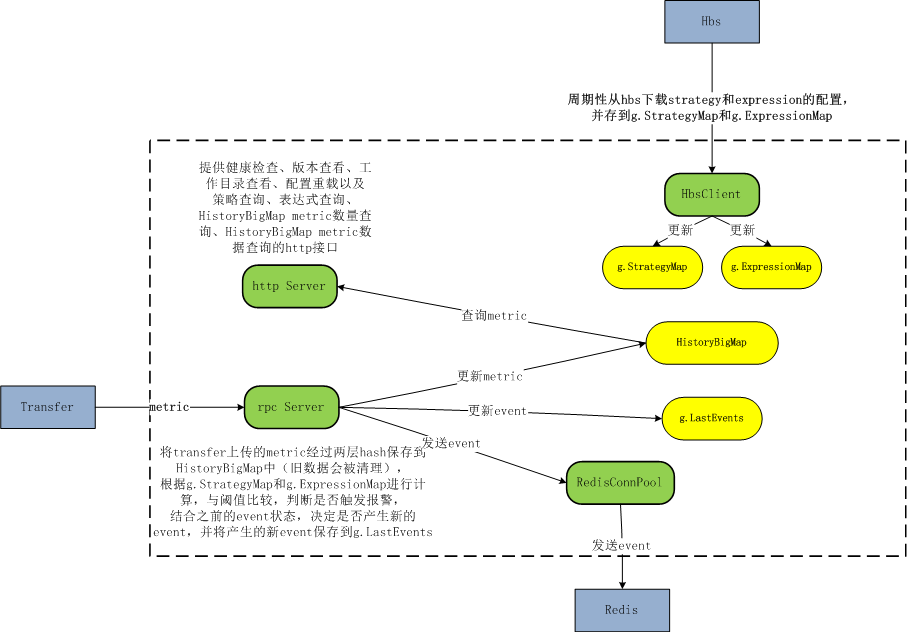 Hbs
周期性从hbs下载strategy和expression的配置，
并存到g.StrategyMap和g.ExpressionMap
提供健康检查、版本查看、工
作目录查看、配置重载以及
策略查询、表达式查询、
HistoryBigMap metric数量查
询、HistoryBigMap metric数
据查询的http接口
HbsClient
更新
更新
g.StrategyMap
g.ExpressionMap
http Server
查询metric
HistoryBigMap
更新metric
Transfer
metric
rpc Server
更新event
g.LastEvents
发送event
将transfer上传的metric经过两层hash保存到
HistoryBigMap中（旧数据会被清理），
根据g.StrategyMap和g.ExpressionMap进行计
算，与阈值比较，判断是否触发报警，
结合之前的event状态，决定是否产生新的
event，并将产生的新event保存到g.LastEvents
RedisConnPool
发送event
Redis